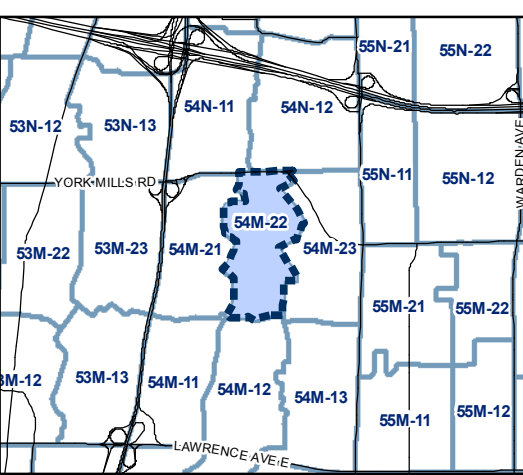 55N-21
55N-22
54N-11
54N-12
53N-12
53N-13
WARDEN AVE
55N-11
55N-12
YORK MILLS RD
54M-22
53M-22
53M-23
54M-21
54M-23
55M-21
55M-22
3M-12
53M-13
54M-11
54M-12
54M-13
55M-11
55M-12
LAWRENCE AVE E